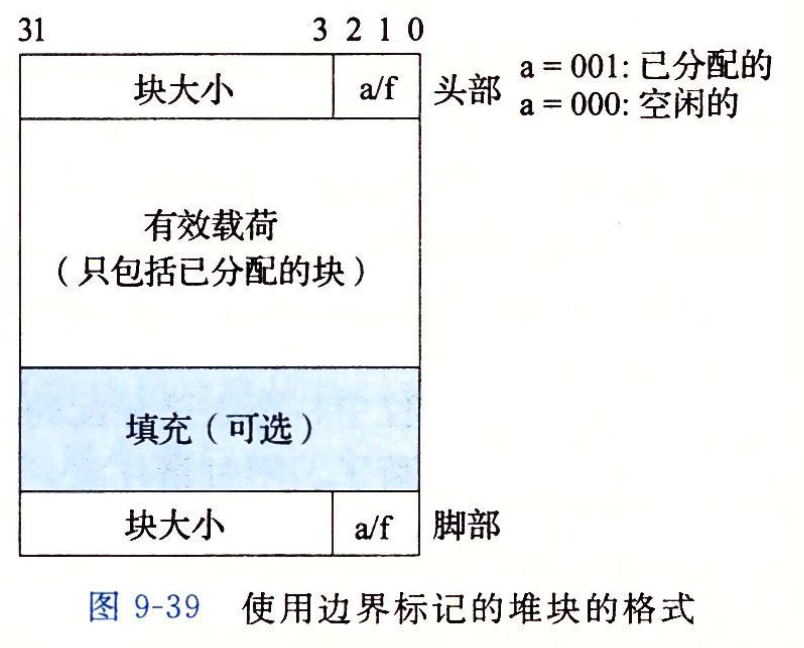 31 3 2 1 0
块大小 a/f 头部 a = 001: 已分配的
a = 000: 空闲的
有效载荷
（只包括已分配的块）
填充（可选）
块大小 a/f 脚部
图 9-39 使用边界标记的堆块的格式